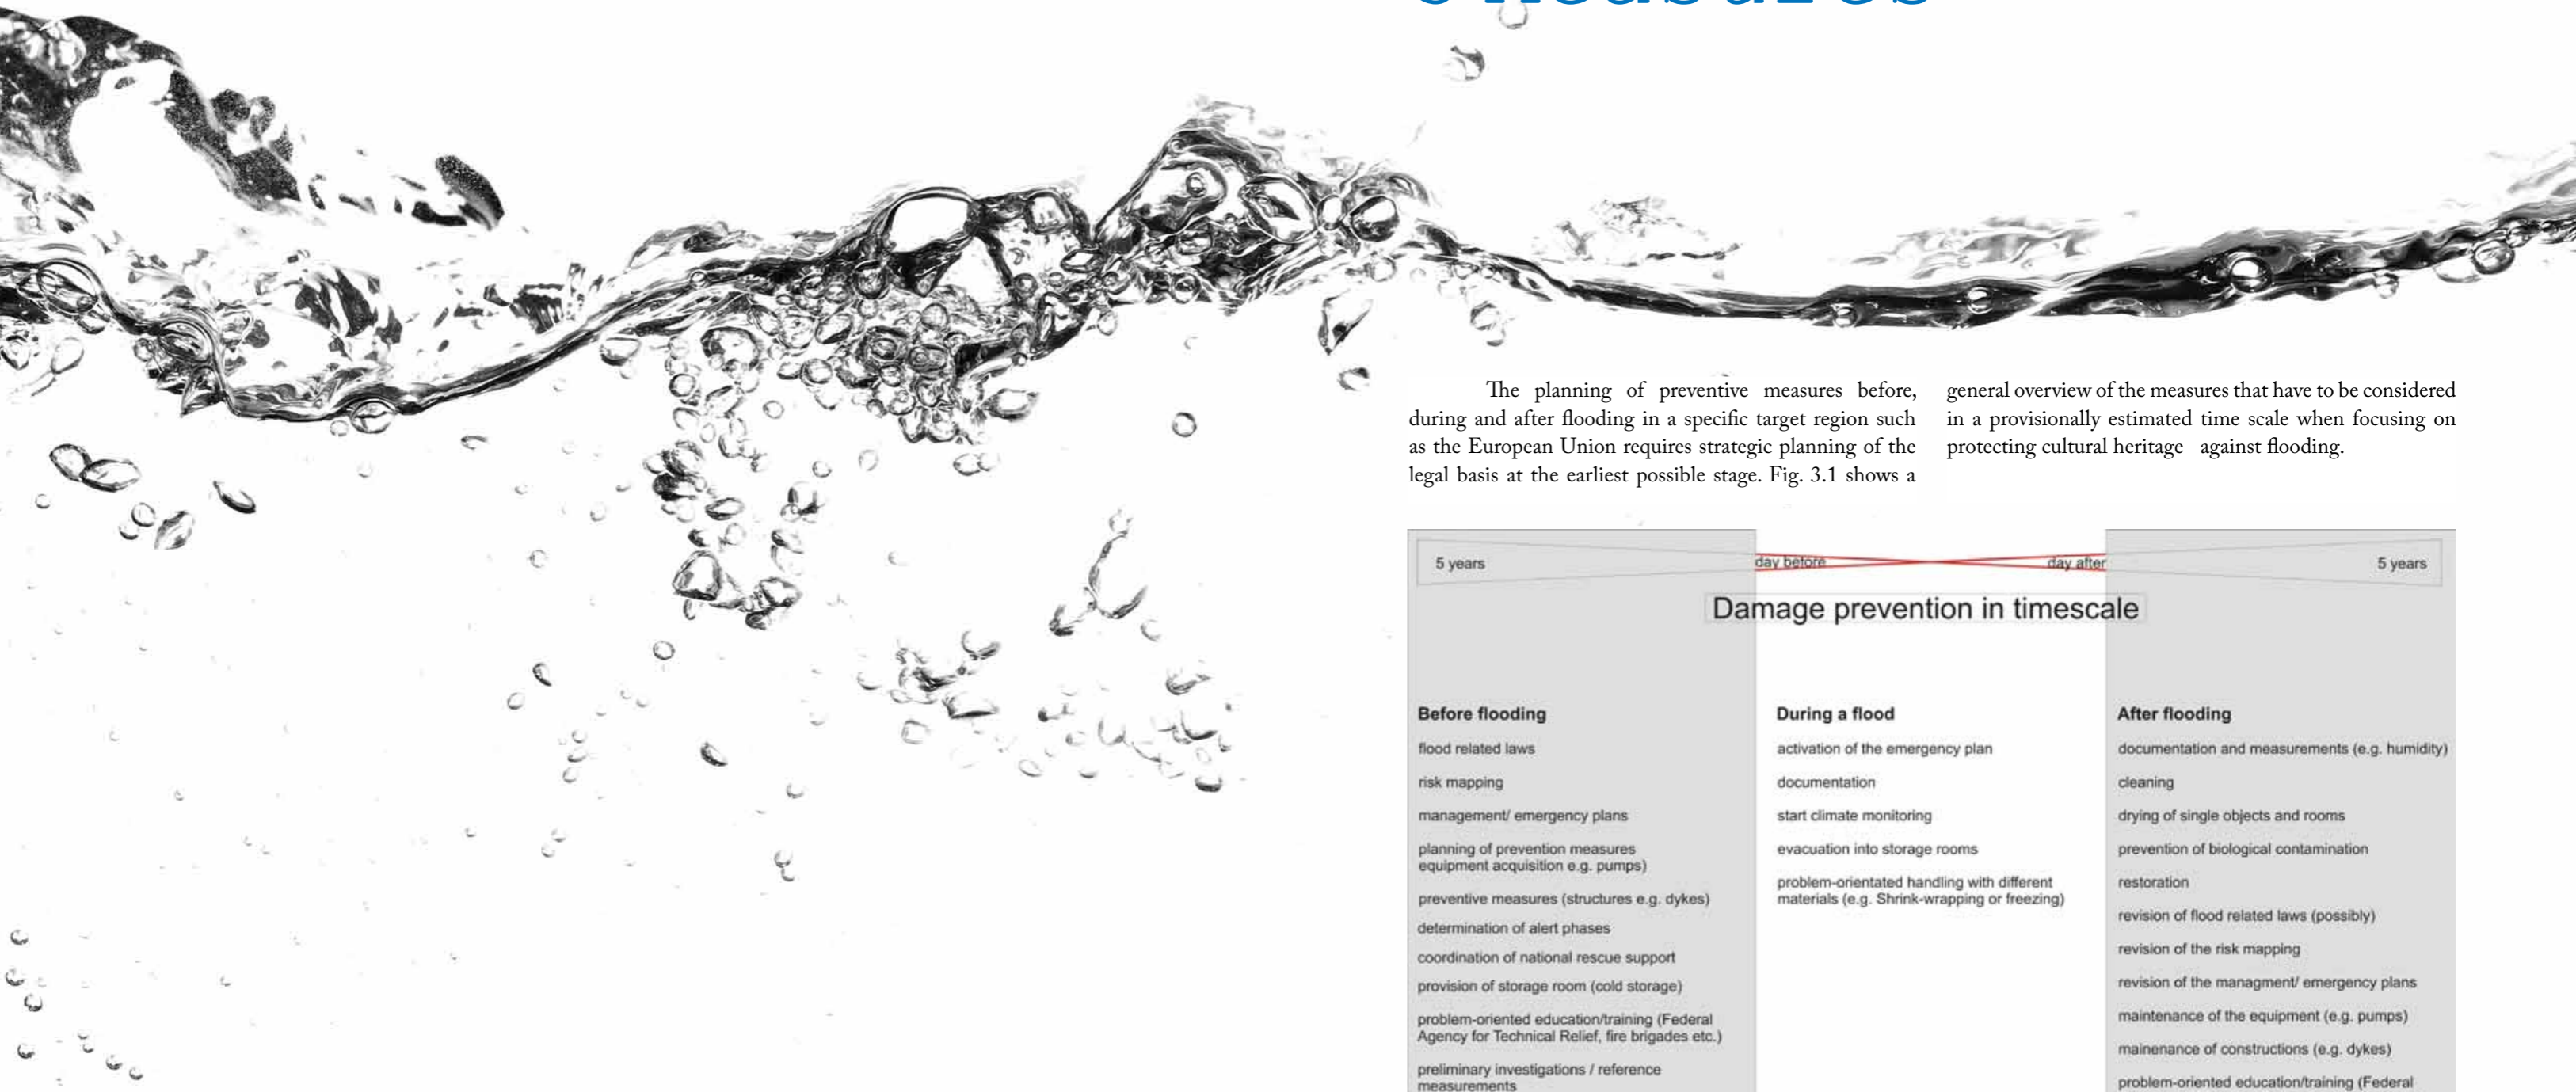 The planning of preventive measures before,
during and after flooding in a specific target region such
as the European Union requires strategic planning of the
legal basis at the earliest possible stage. Fig. 3.1 shows a
general overview of the measures that have to be considered
in a provisionally estimated time scale when focusing on
protecting cultural heritage against flooding.
5 years
day before
day after
5 years
Damage prevention in timescale
Before flooding
flood related laws
risk mapping
management/ emergency plans
planning of prevention measures
equipment acquisition e.g. pumps)
preventive measures (structures e.g. dykes)
determination of alert phases
coordination of national rescue support
provision of storage room (cold storage)
problem-oriented education/training (Federal
Agency for Technical Relief, fire brigades etc.)
preliminary investigations / reference
measurements
During a flood
activation of the emergency plan
documentation
start climate monitoring
evacuation into storage rooms
problem-orientated handling with different
materials (e.g. Shrink-wrapping or freezing)
After flooding
documentation and measurements (e.g. humidity)
cleaning
drying of single objects and rooms
prevention of biological contamination
restoration
revision of flood related laws (possibly)
revision of the risk mapping
revision of the managment/ emergency plans
maintenance of the equipment (e.g. pumps)
mainenance of constructions (e.g. dykes)
problem-oriented education/training (Federal